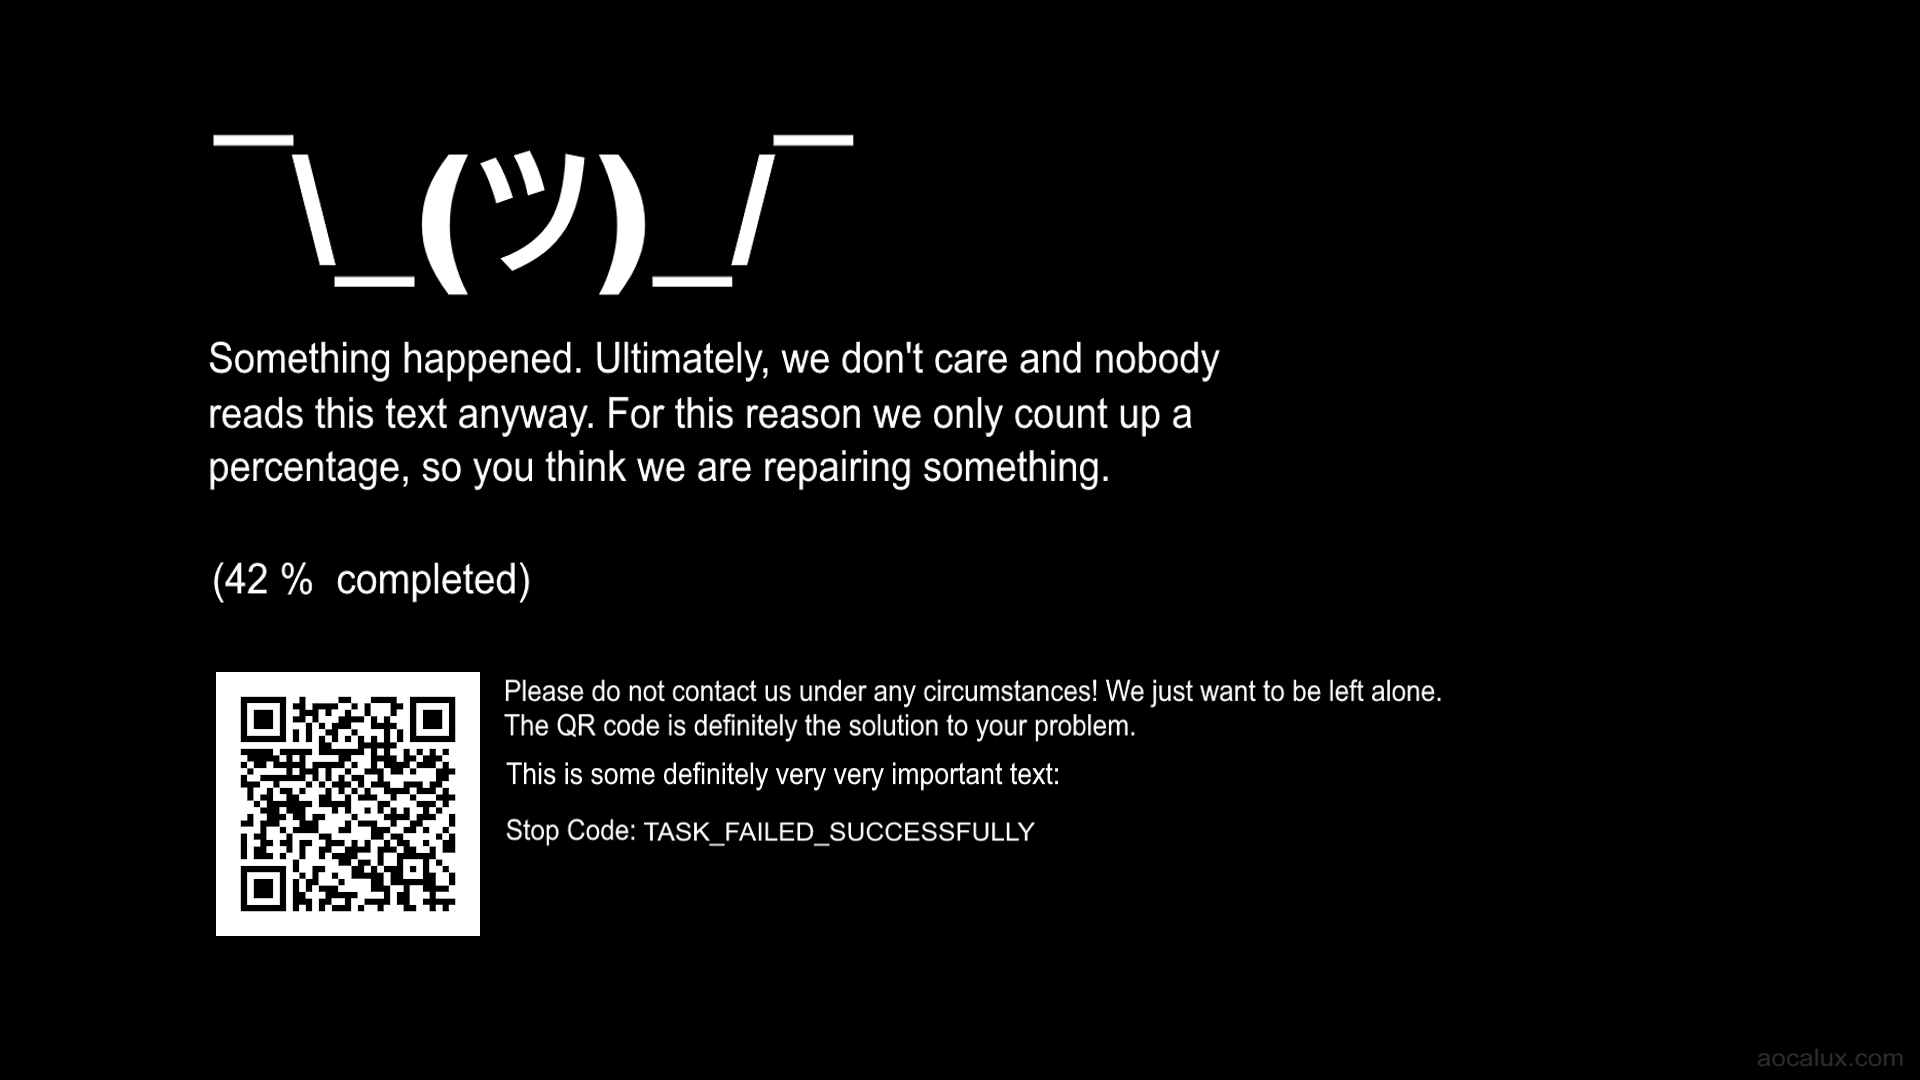 ¯\_(ツ)_/¯
Something happened. Ultimately, we don't care and nobody
reads this text anyway. For this reason we only count up a
percentage, so you think we are repairing something.
(42 %  completed)
Please do not contact us under any circumstances! We just want to be left alone.
The QR code is definitely the solution to your problem.
This is some definitely very very important text:
Stop Code: TASK_FAILED_SUCCESSFULLY
aocalux.com